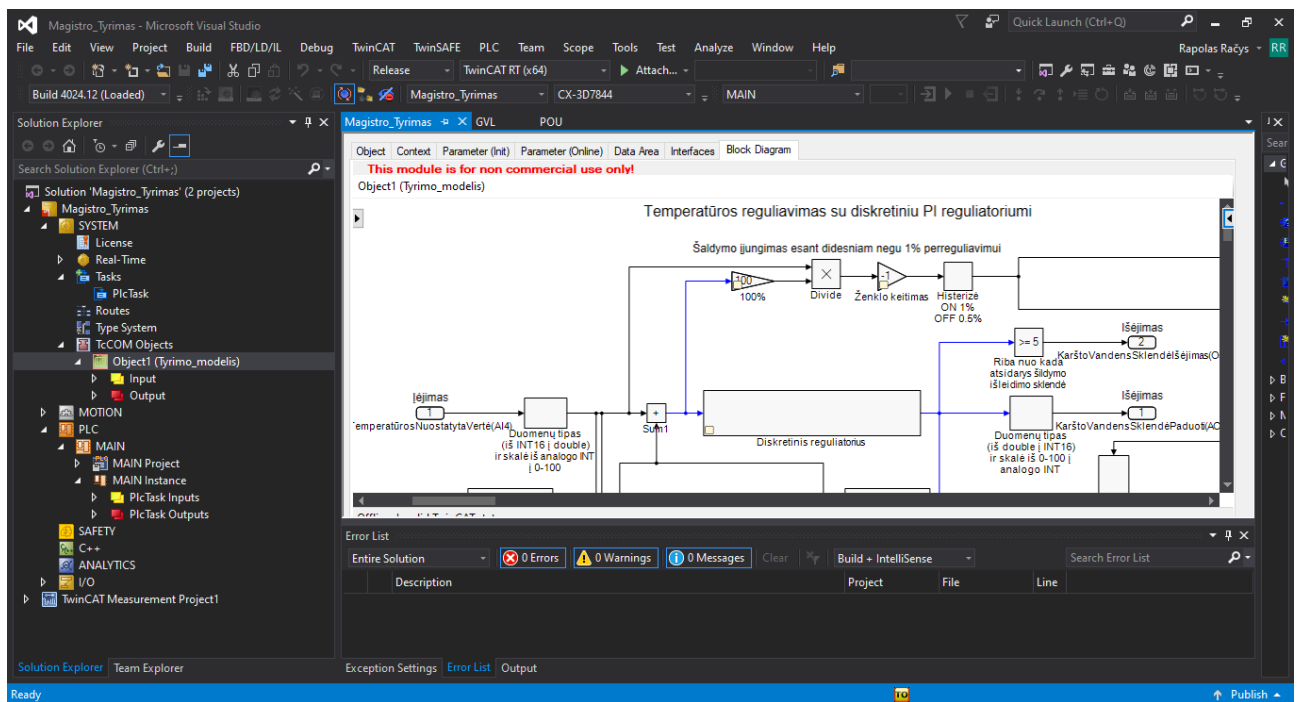 Magistro_Tyrimas - Microsoft Visual Studio
Quick Launch (Ctrl+Q)
File Edit View Project Build FBD/LD/IL Debug TwinCAT TwinSAFE PLC Team Scope Tools Test Analyze Window Help
Rapolas Račys RR
Release TwinCAT RT (x64) Attach...
Build 4024.12 (Loaded) Magistro_Tyrimas CX-3D7844 MAIN
Solution Explorer
Magistro_Tyrimas GVL POU
Search Solution Explorer (Ctrl+;)
Solution 'Magistro_Tyrimas' (2 projects)
Magistro_Tyrimas
SYSTEM
License
Real-Time
Tasks
PlcTask
Routes
Type System
TcCOM Objects
Object1 (Tyrimo_modelis)
Input
Output
MOTION
PLC
MAIN
MAIN Project
MAIN Instance
PlcTask Inputs
PlcTask Outputs
SAFETY
C++
ANALYTICS
I/O
TwinCAT Measurement Project1
Solution Explorer Team Explorer
Object Context Parameter (Init) Parameter (Online) Data Area Interfaces Block Diagram
This module is for non commercial use only!
Object1 (Tyrimo_modelis)
Temperatūros reguliavimas su diskretiniu PI reguliatoriumi
Šaldymo įjungimas esant didesniam negu 1% perreguliavimui
100
100%
×
Divide
-1
Ženklo keitimas
Histerizė
ON 1%
OFF 0.5%
>= 5
Riba nuo kada
atsidarys šildymo
išleidimo sklendė
Išėjimas
2
KarštoVandensSklendėIšėjimas(O
Įėjimas
1
emperatūrosNuostatytaVertė(AI4)
Duomenų tipas
(iš INT16 į double)
ir skalė iš analogo INT
į 0-100
+
+
Sum1
Diskretinis reguliatorius
Duomenų tipas
(iš double į INT16)
ir skalė iš 0-100 į
analogo INT
Išėjimas
1
KarštoVandensSklendėPaduoti(AO
Error List
Entire Solution 0 Errors 0 Warnings 0 Messages Clear Build + IntelliSense Search Error List
Description Project File Line
Exception Settings Error List Output
Sear
Ready
TO
Publish